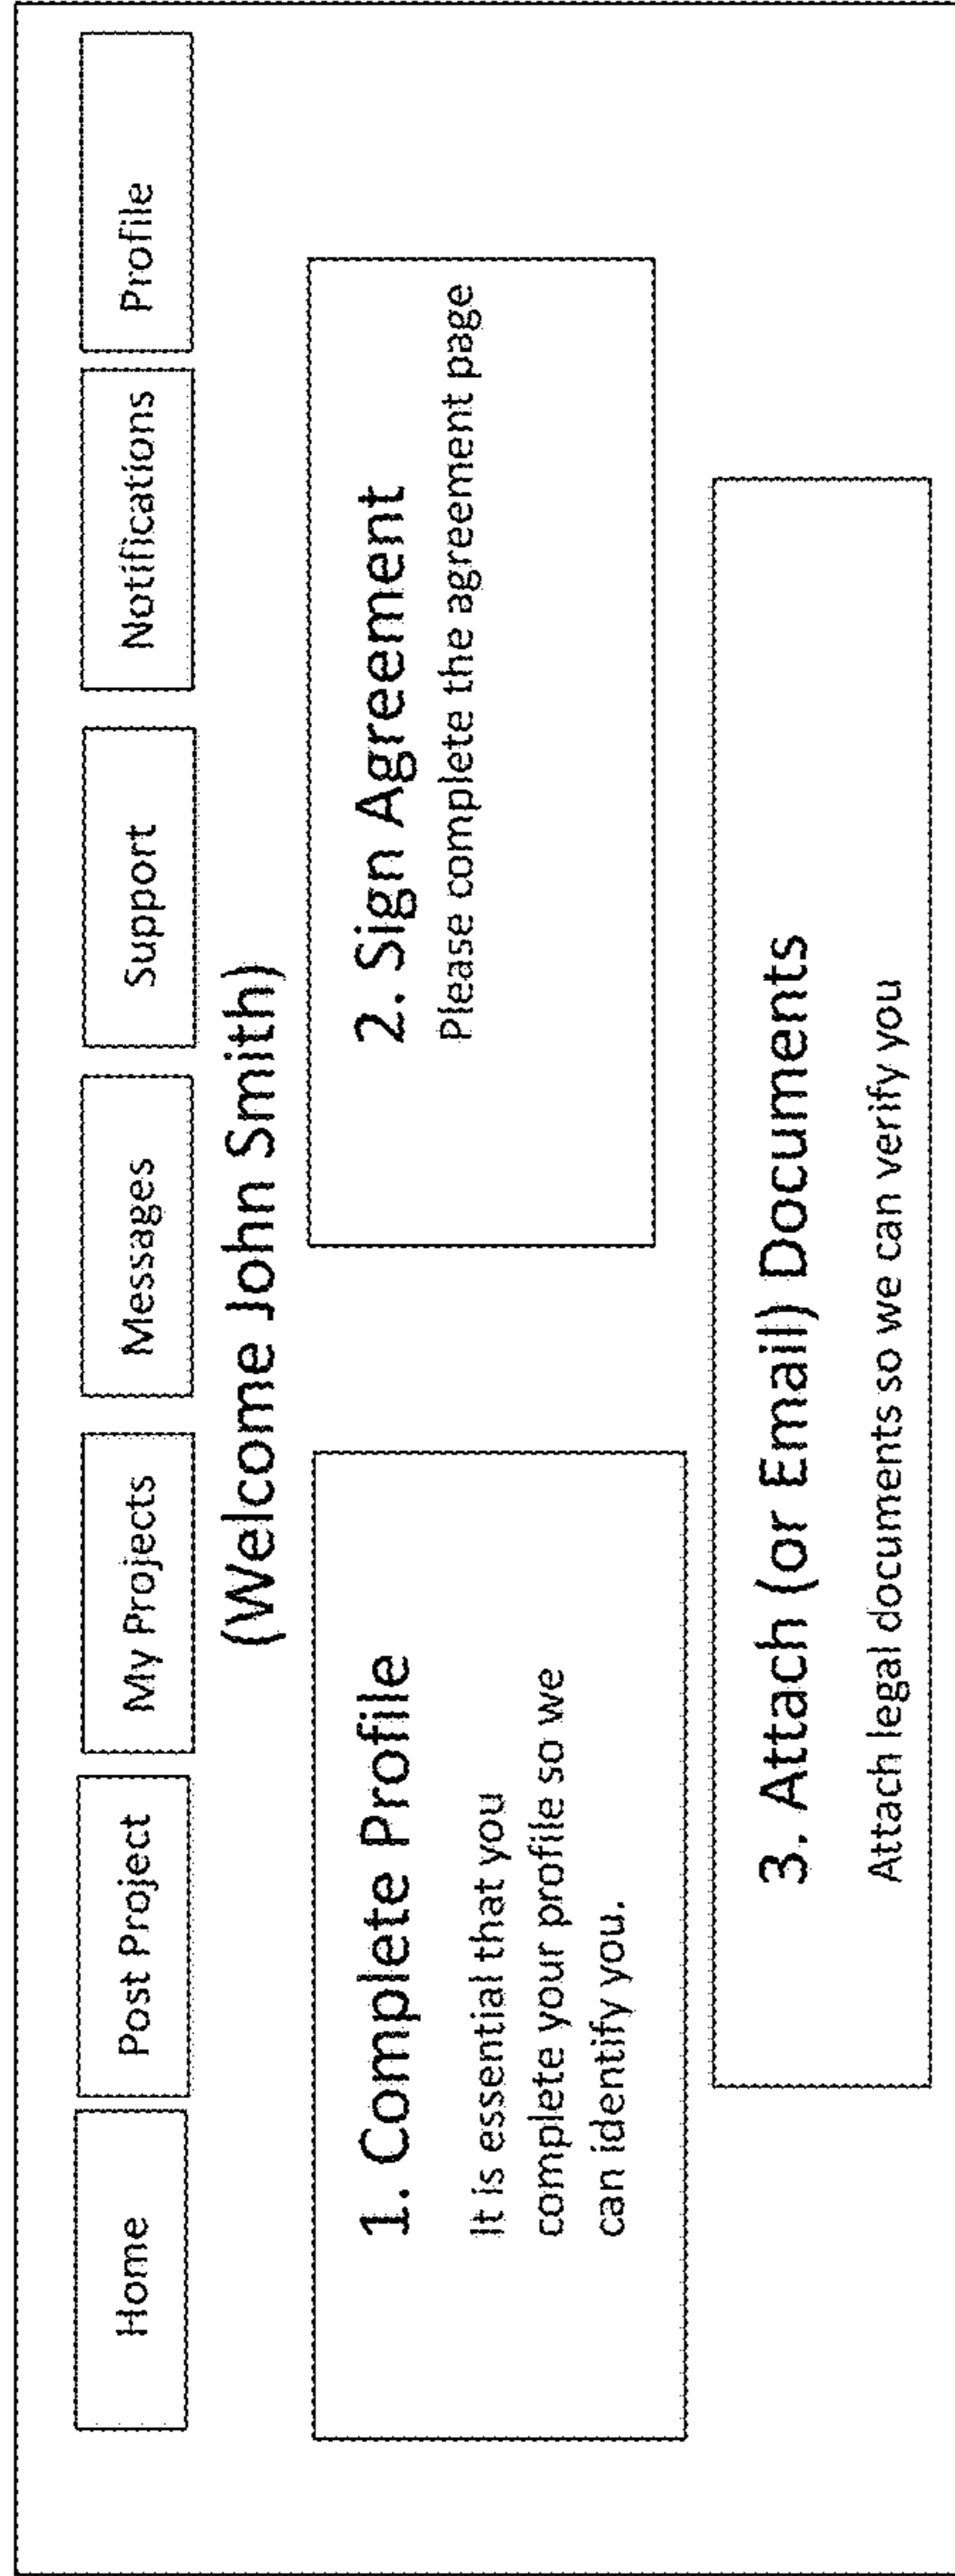 Home
Post Project
My Projects
Messages
Support
Notifications
Profile
(Welcome John Smith)
1. Complete Profile
It is essential that you
complete your profile so we
can identify you.
2. Sign Agreement
Please complete the agreement page
3. Attach (or Email) Documents
Attach legal documents so we can verify you